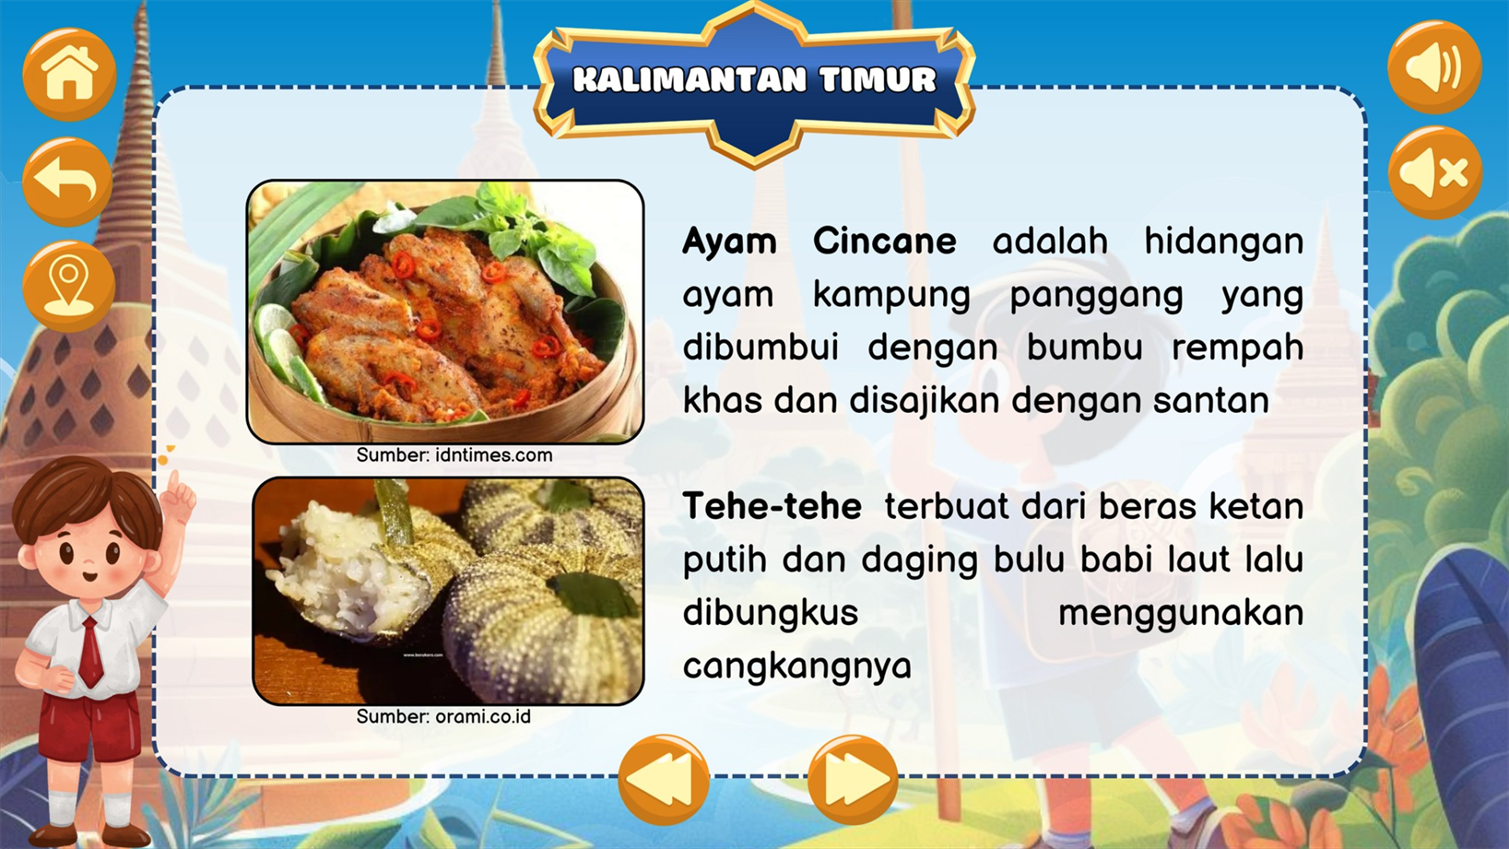 KALIMANTAN TIMUR
Ayam Cincane adalah hidangan
ayam kampung panggang yang
dibumbui dengan bumbu rempah
khas dan disajikan dengan santan
Sumber: idntimes.com
Tehe-tehe terbuat dari beras ketan
putih dan daging bulu babi laut lalu
dibungkus menggunakan
cangkangnya
Sumber: orami.co.id